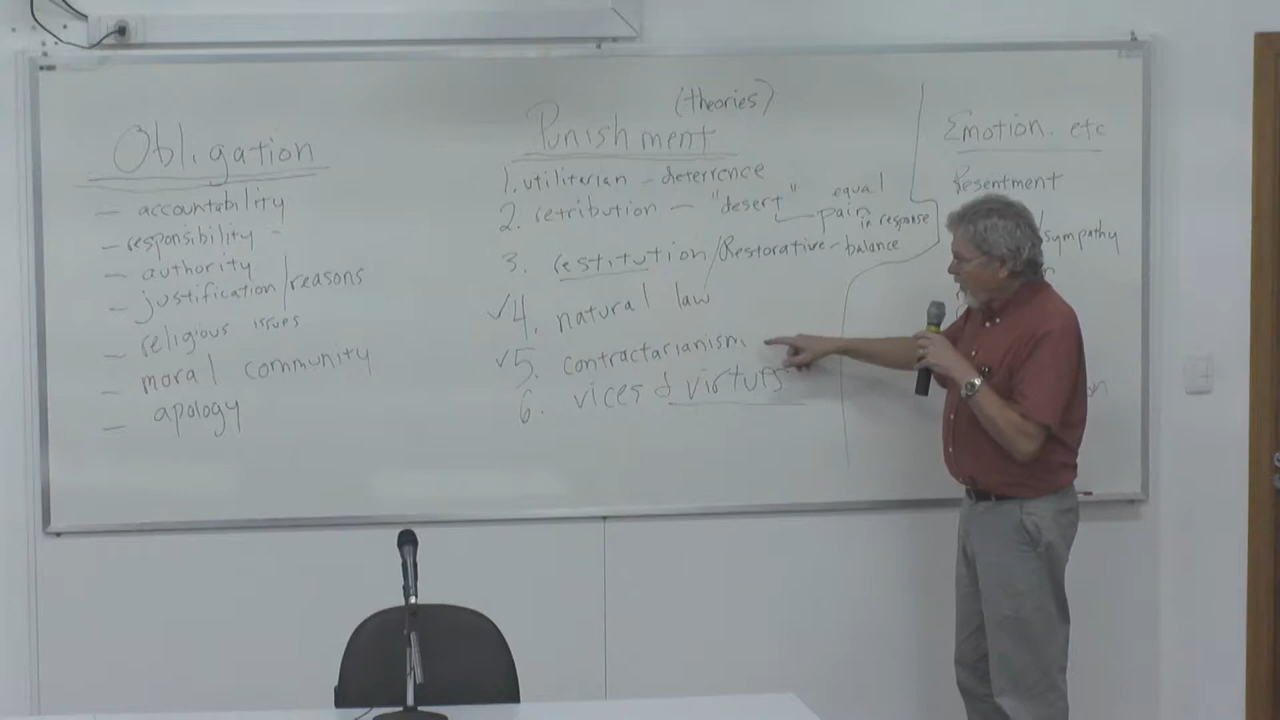 Obligation
— accountability
— responsibility -
— authority
— justification/reasons
— religious issues
— moral community
— apology
(theories)
Punishment
1. utilitarian - deterrence
2. retribution — "desert" equal
pain
in response
3. restitution/Restorative-balance
✓4. natural law
✓5. contractarianism
6. vices & virtues
Emotion. etc
Resentment
/sympathy